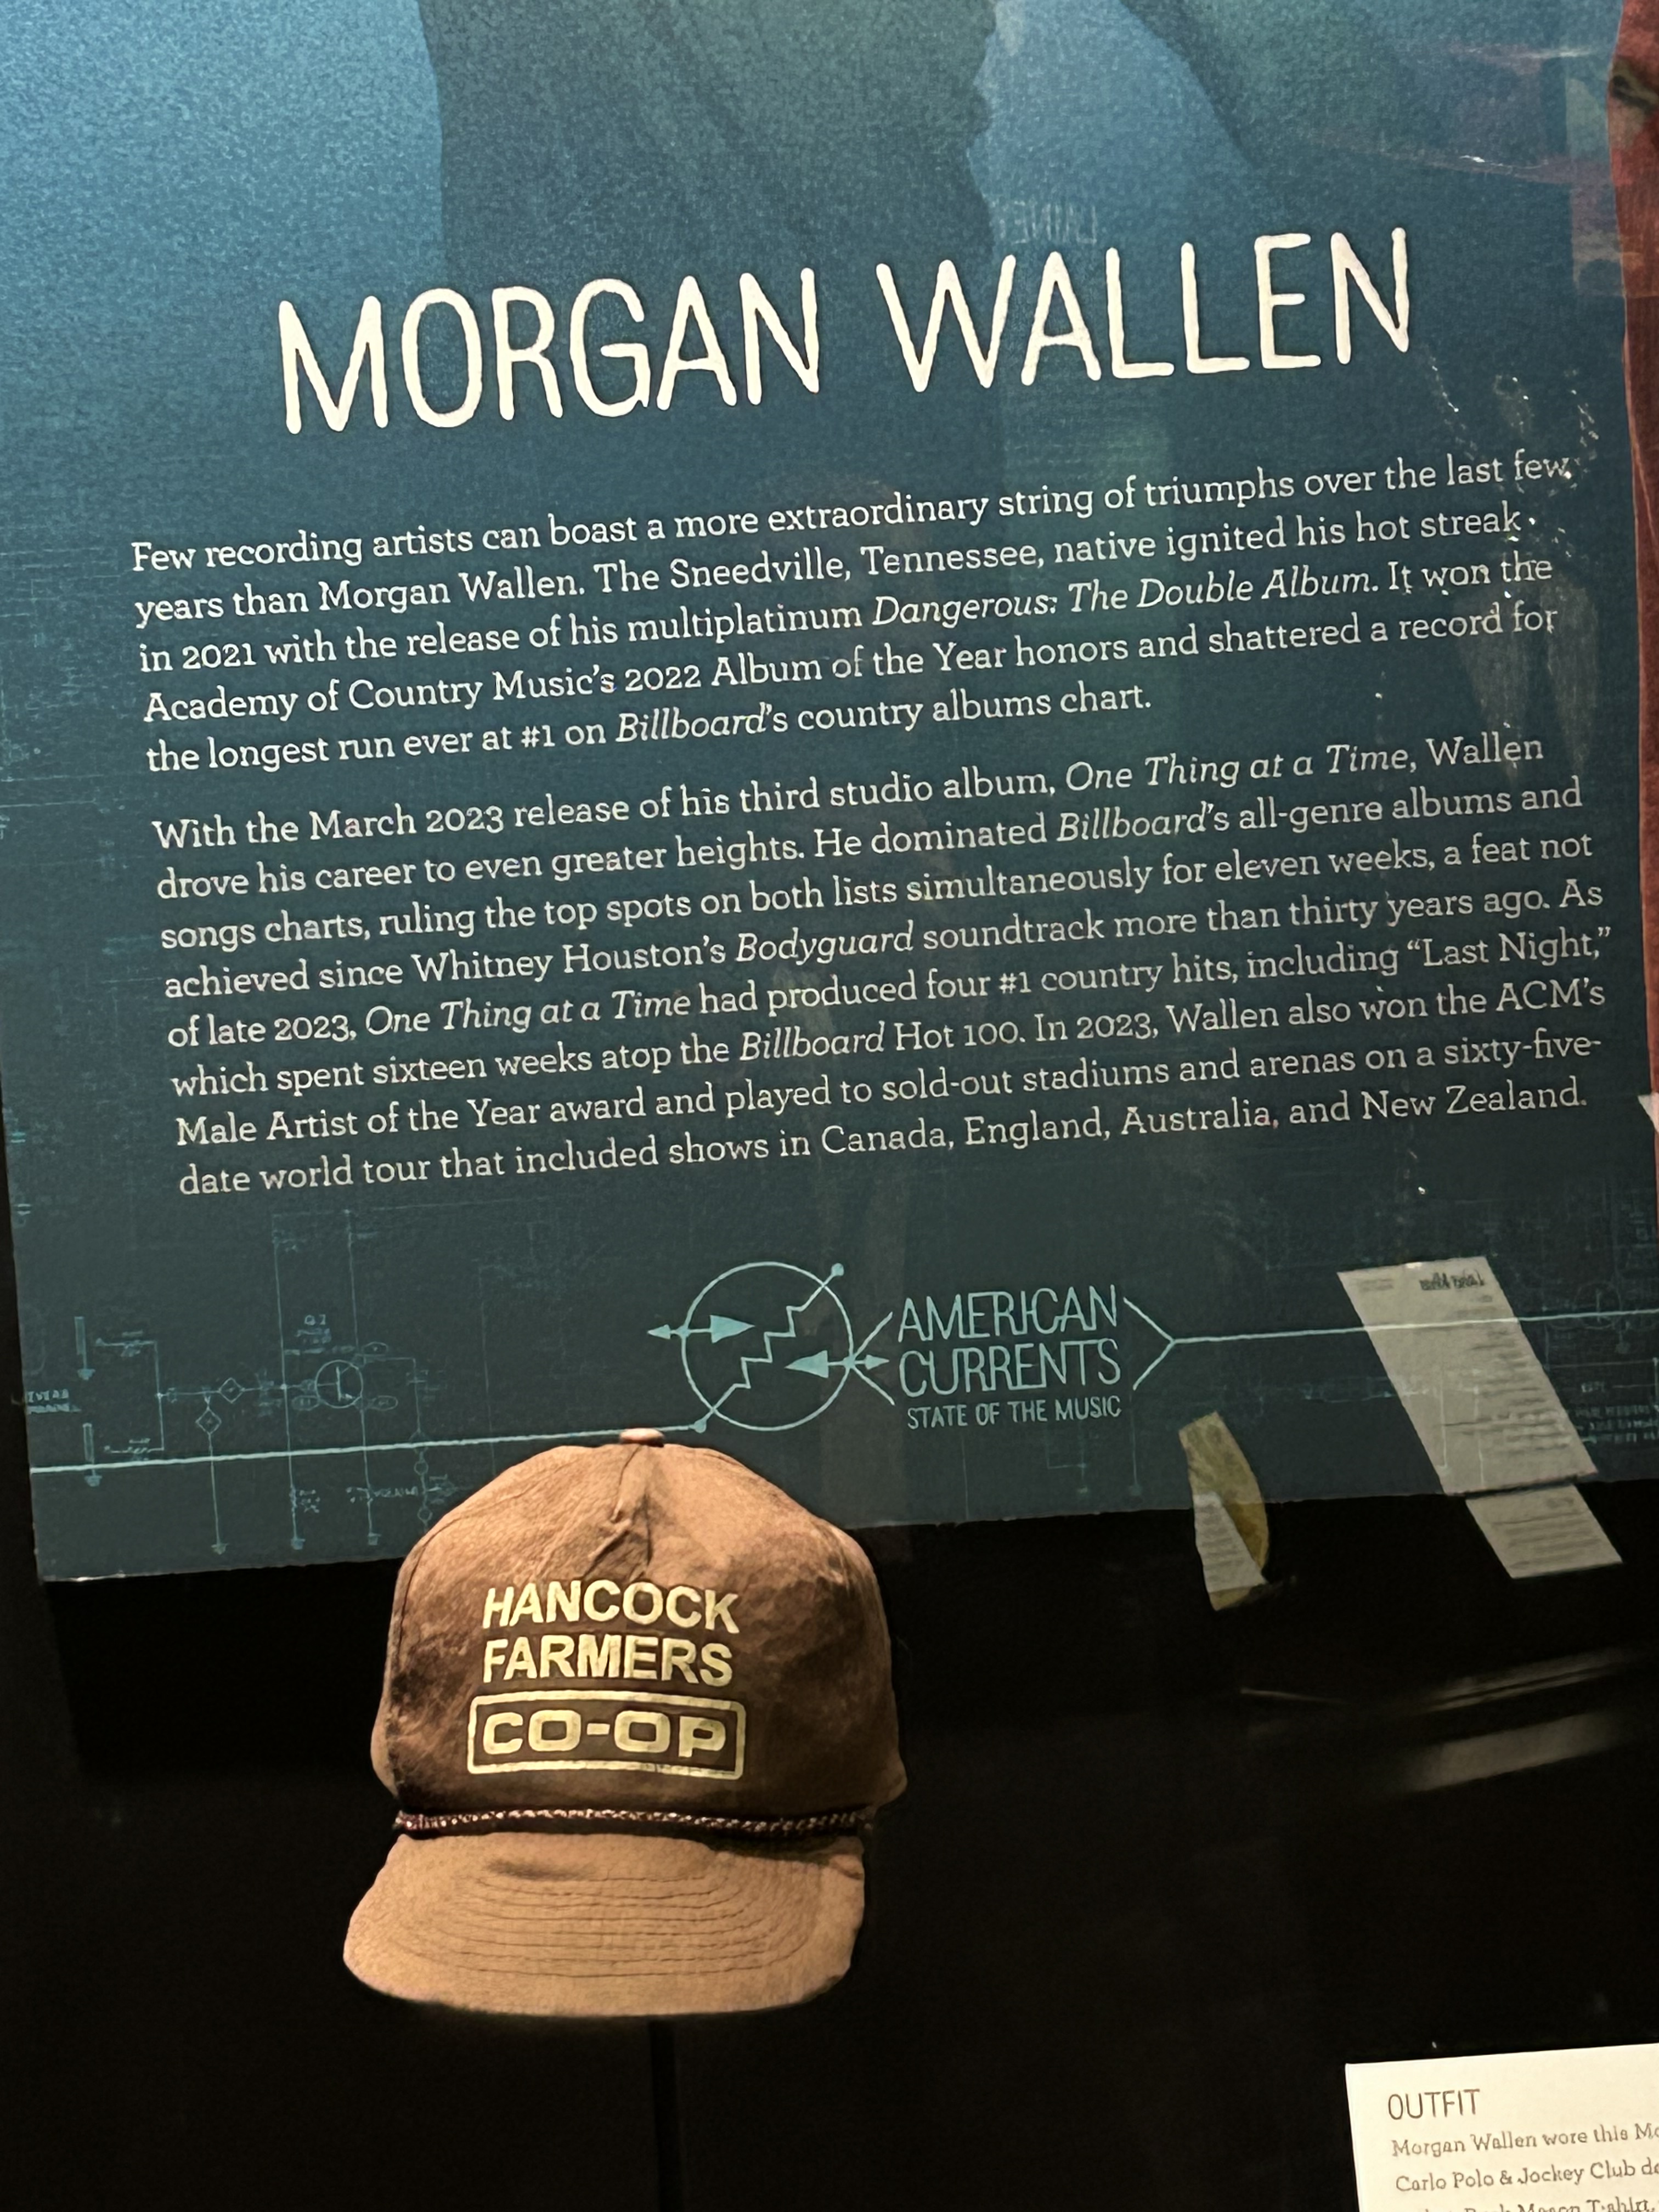 MORGAN WALLEN
Few recording artists can boast a more extraordinary string of triumphs over the last few
years than Morgan Wallen. The Sneedville, Tennessee, native ignited his hot streak
in 2021 with the release of his multiplatinum Dangerous: The Double Album. It won the
Academy of Country Music's 2022 Album of the Year honors and shattered a record for
the longest run ever at #1 on Billboard's country albums chart.
With the March 2023 release of his third studio album, One Thing at a Time, Wallen
drove his career to even greater heights. He dominated Billboard's all-genre albums and
songs charts, ruling the top spots on both lists simultaneously for eleven weeks, a feat not
achieved since Whitney Houston's Bodyguard soundtrack more than thirty years ago. As
of late 2023, One Thing at a Time had produced four #1 country hits, including “Last Night,”
which spent sixteen weeks atop the Billboard Hot 100. In 2023, Wallen also won the ACM's
Male Artist of the Year award and played to sold-out stadiums and arenas on a sixty-five-
date world tour that included shows in Canada, England, Australia, and New Zealand.
AMERICAN
CURRENTS
STATE OF THE MUSIC
HANCOCK
FARMERS
CO-OP
OUTFIT
Morgan Wallen wore this
Carlo Polo & Jockey Club